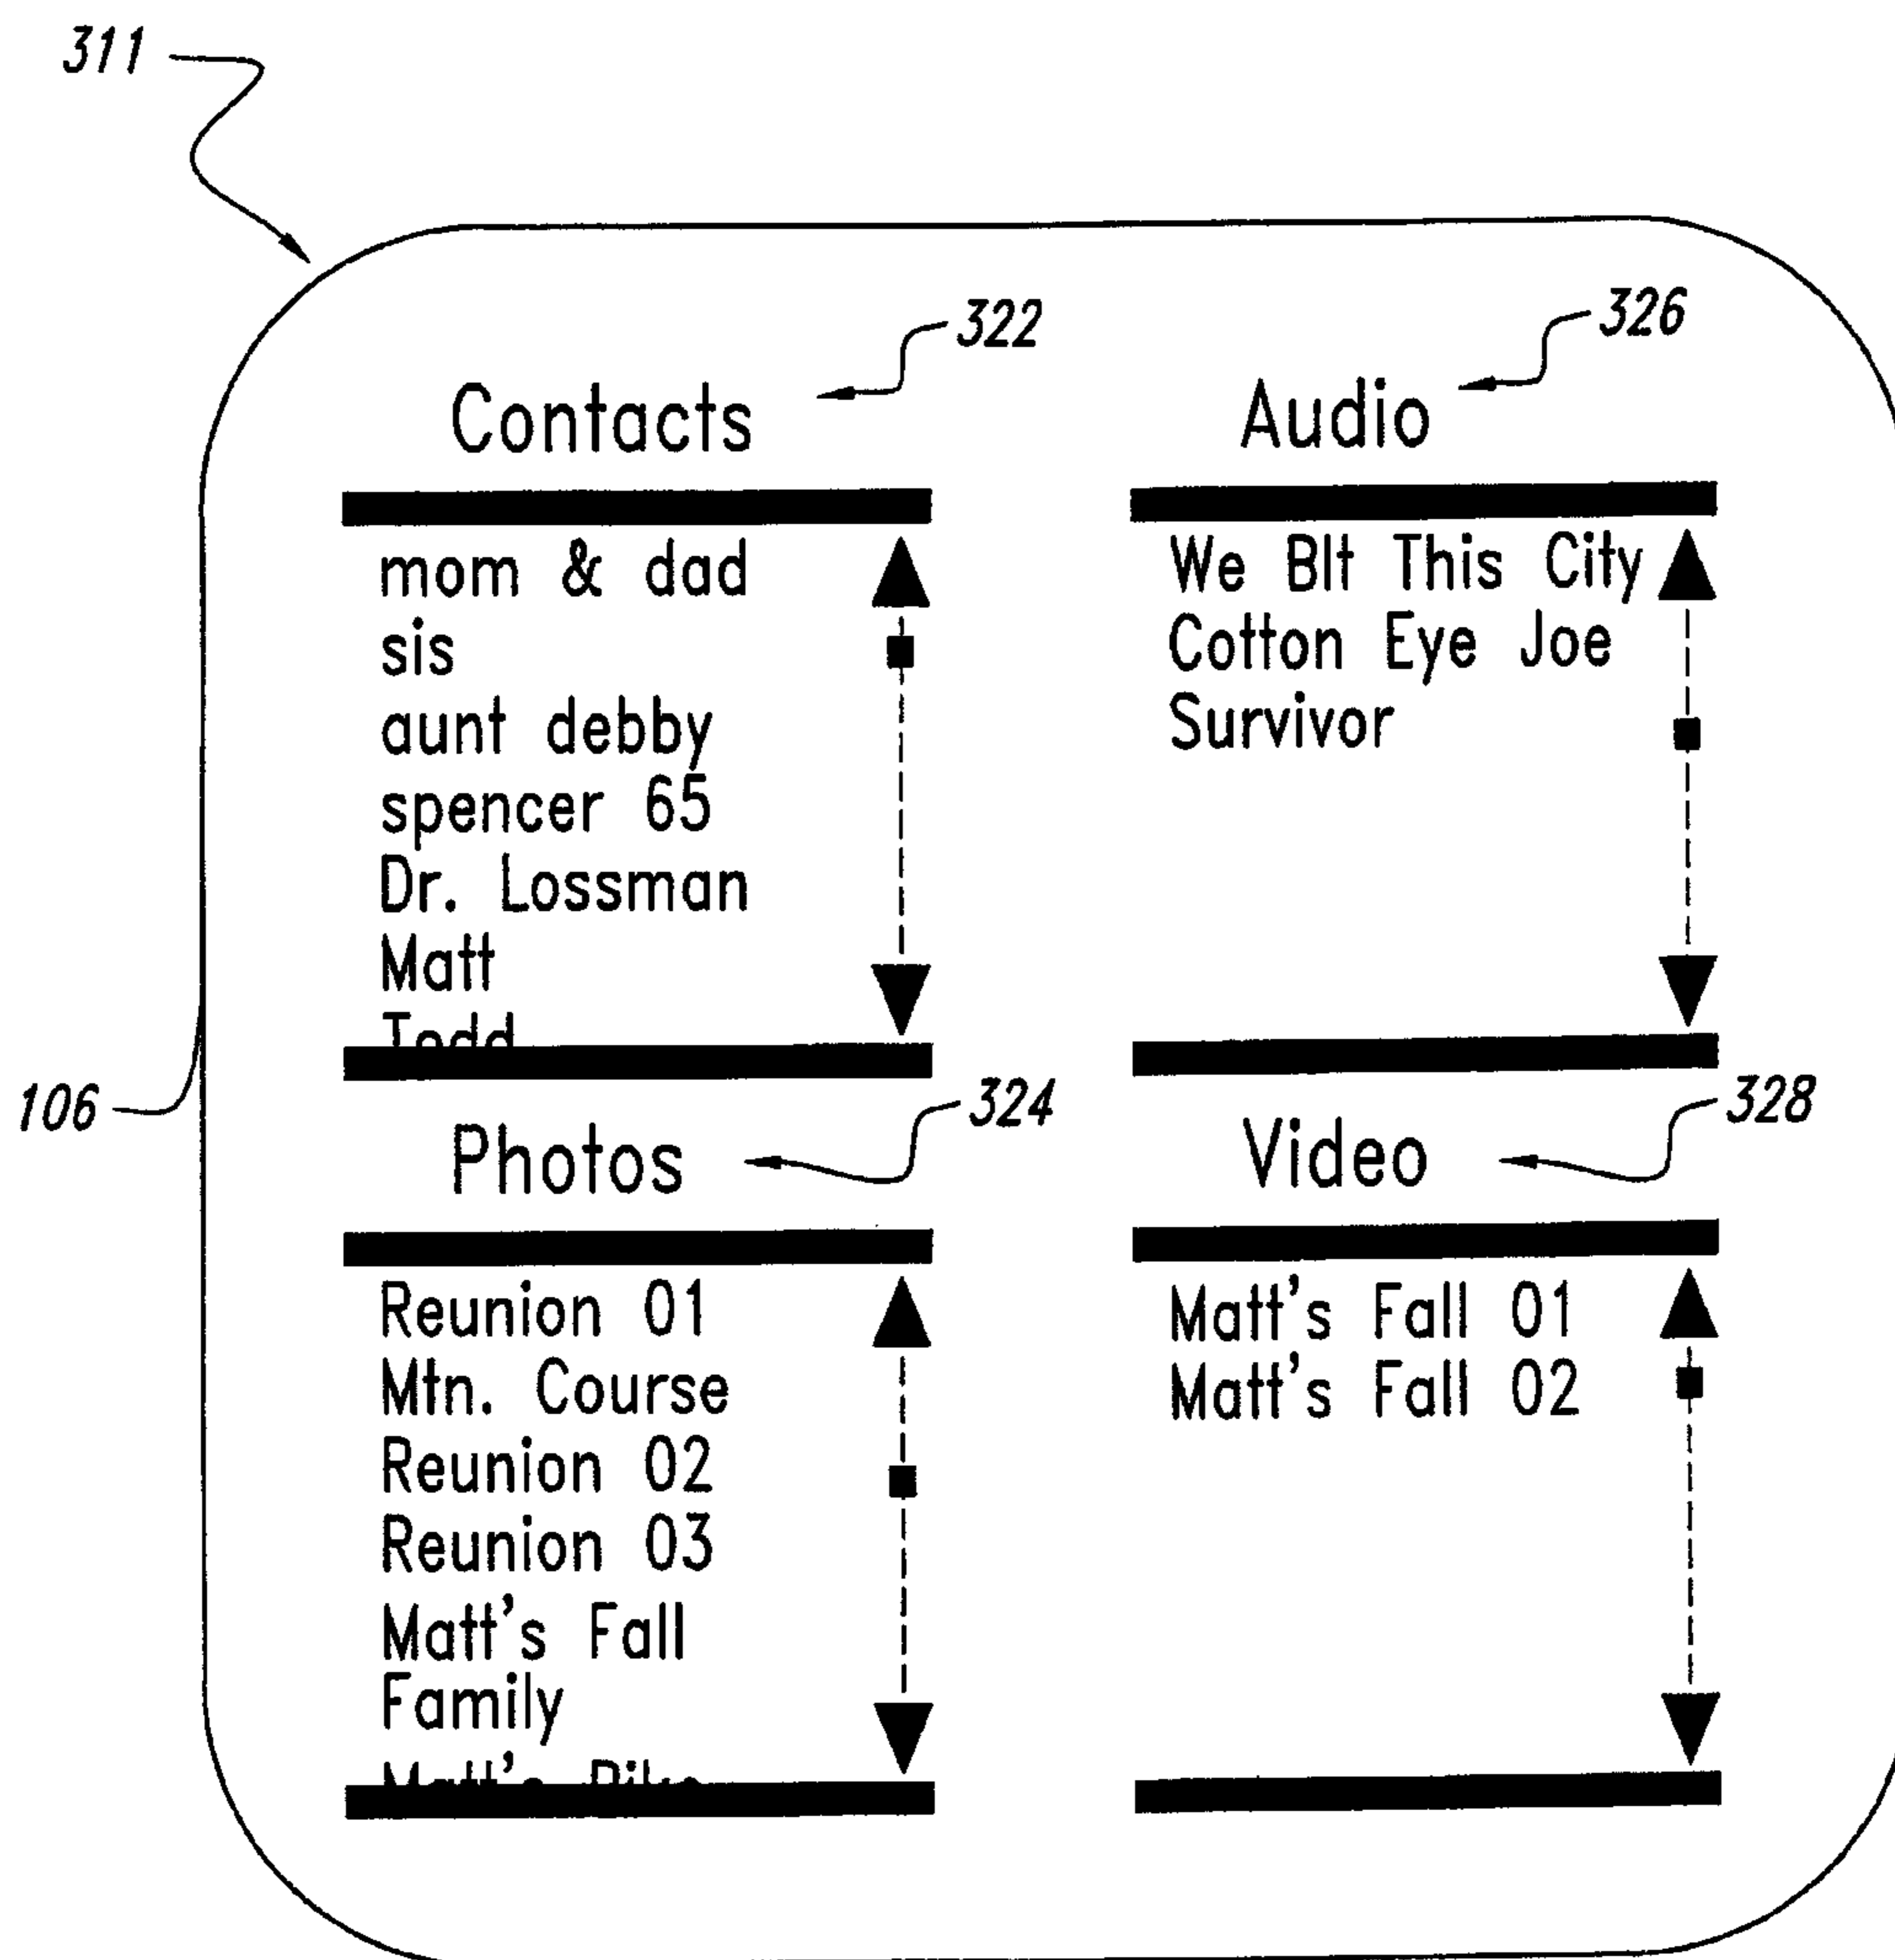 311
322
Contacts
mom & dad
sis
aunt debby
spencer 65
Dr. Lossman
Matt
Todd
326
Audio
We Blt This City
Cotton Eye Joe
Survivor
106
324
Photos
Reunion 01
Mtn. Course
Reunion 02
Reunion 03
Matt's Fall
Family
Matt's
328
Video
Matt's Fall 01
Matt's Fall 02